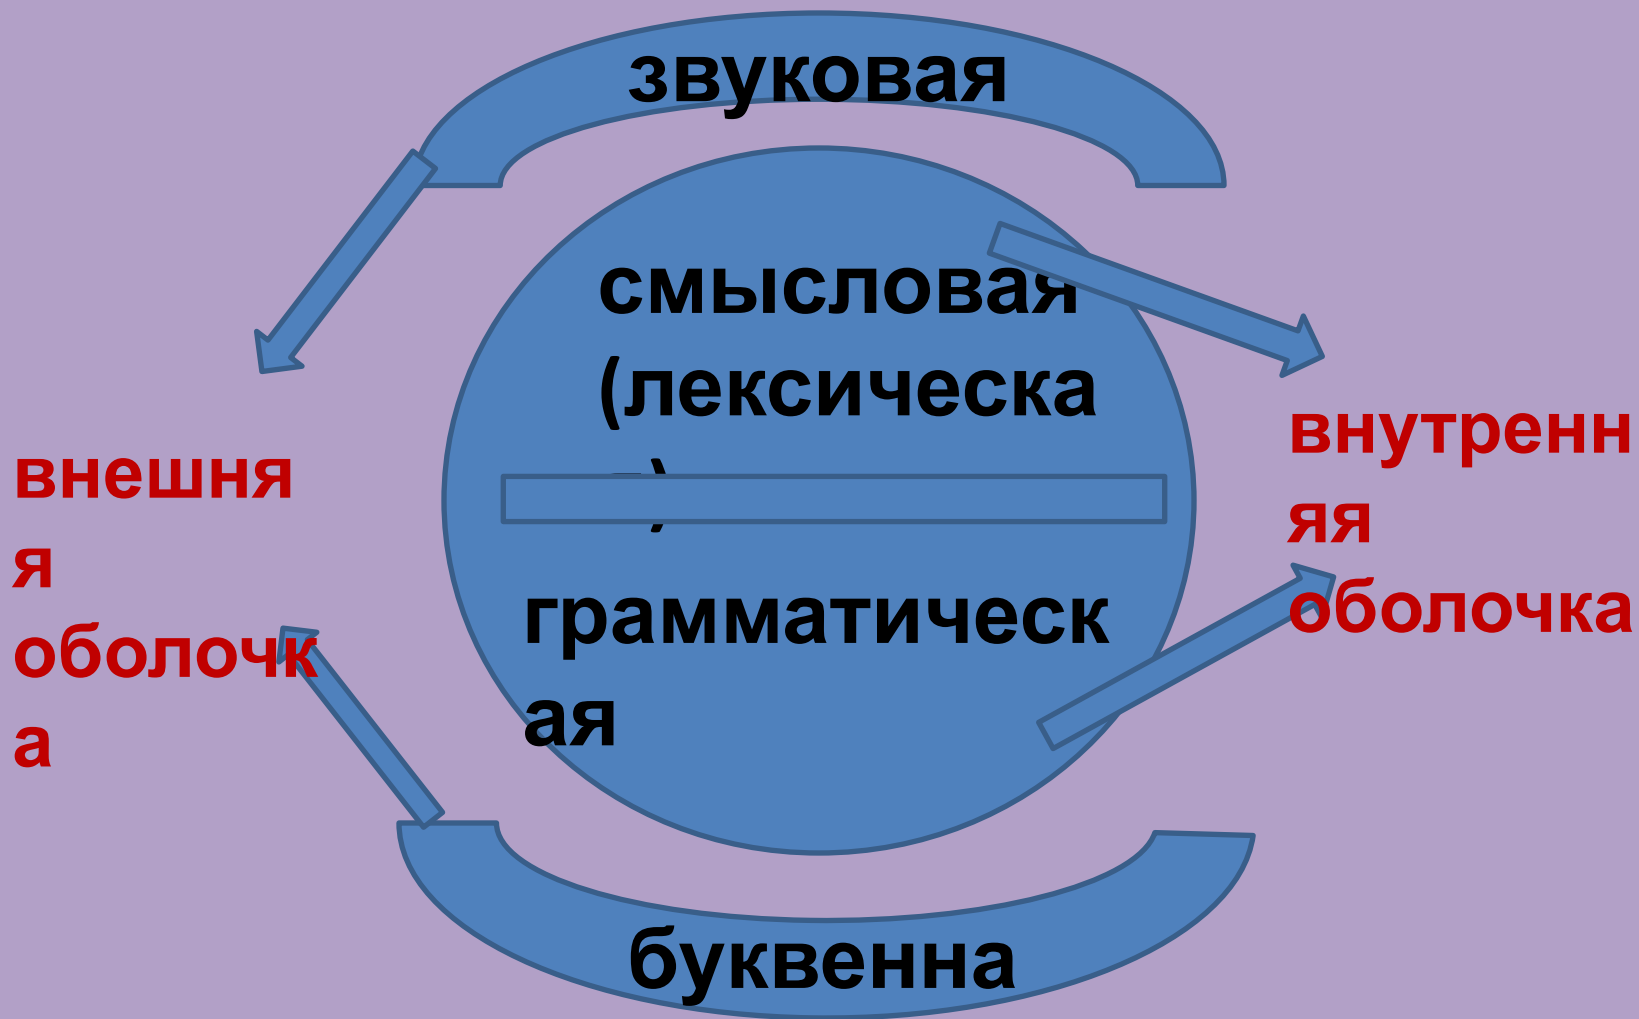 звуковая
смысловая
(лексическа
внешня
я
оболочк
а
внутренн
яя
оболочка
грамматическ
ая
буквенна